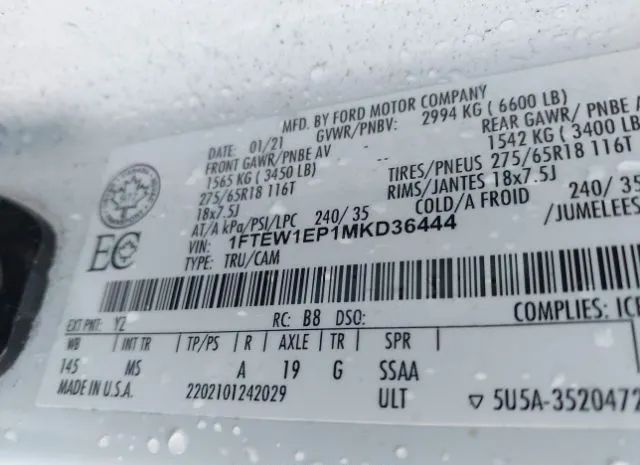 MFD. BY FORD MOTOR COMPANY
DATE: 01/21 GVWR/PNBV: 2994 KG ( 6600 LB)
FRONT GAWR/PNBE AV -- REAR GAWR/ PNBE A
1565 KG ( 3450 LB) 1542 KG ( 3400 LB)
275/65R18 116T TIRES/PNEUS 275/65R18 116T
18x7.5J RIMS/JANTES 18x7.5J
AT/A kPa/PSI/LPC 240/ 35 COLD/A FROID 240/ 35
VIN: 1FTEW1EP1MKD36444 /JUMELEES
TYPE: TRU/CAM
EC
COMPLIES:
EXT PNT: YZ RC: B8 DSO:
WB INT TR TP/PS R AXLE TR SPR
145 MS A 19 G SSAA
MADE IN U.S.A. 2202101242029 ULT 5U5A-3520472